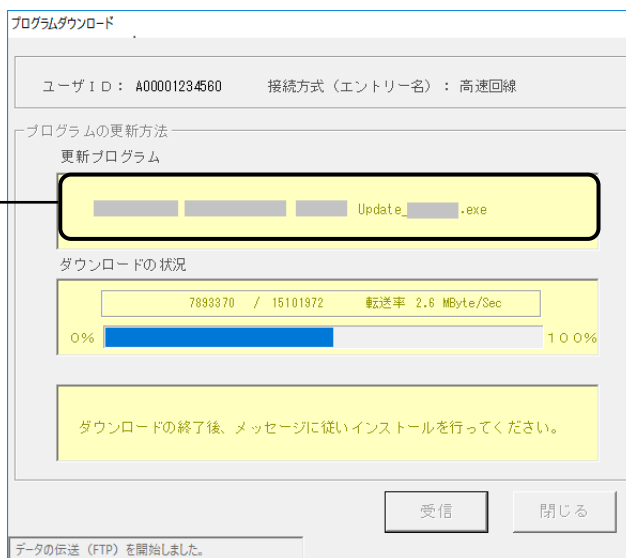 プログラムダウンロード
ユーザID: A00001234560 接続方式(エントリー名): 高速回線
プログラムの更新方法
更新プログラム
Update_ .exe
ダウンロードの状況
7893370 / 15101972 転送率 2.6 MByte/Sec
0% 100%
ダウンロードの終了後、メッセージに従いインストールを行ってください。
受信 閉じる
データの伝送 (FTP) を開始しました。